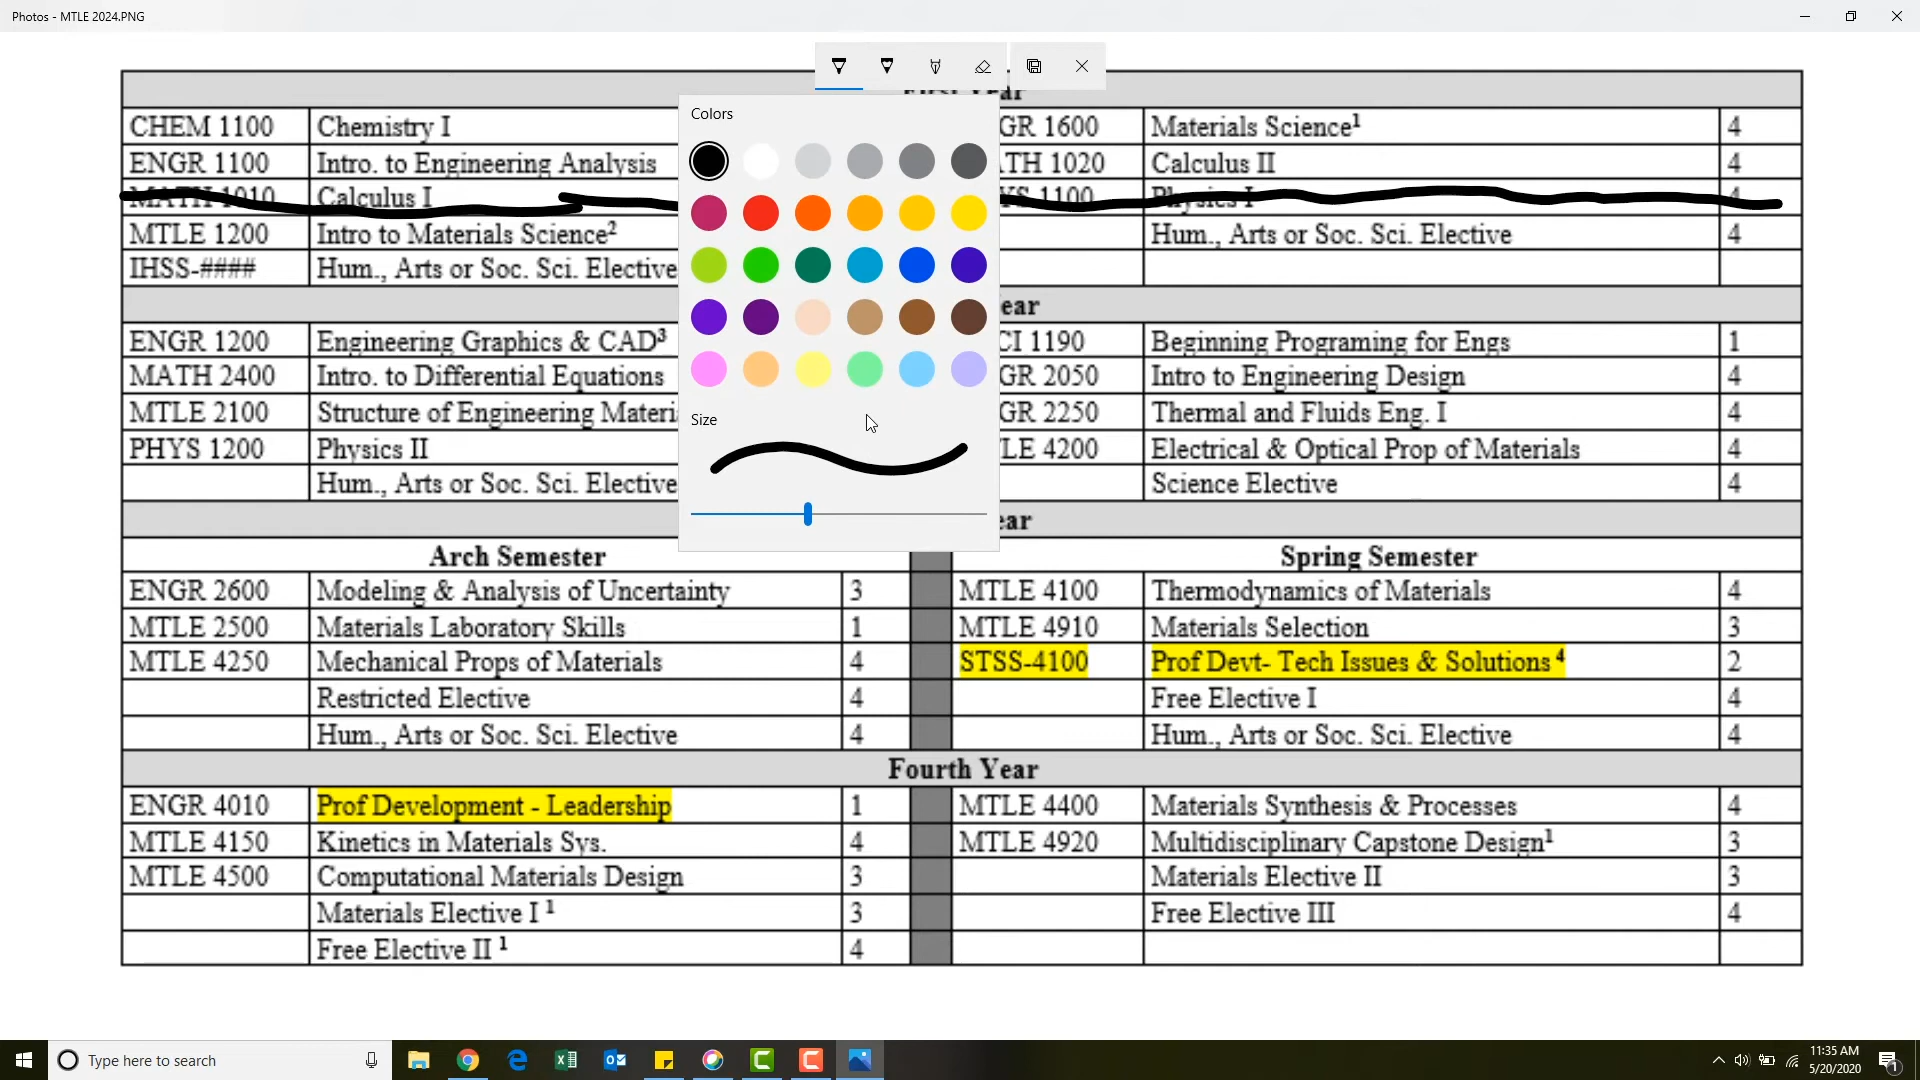 Photos - MTLE 2024.PNG
First Year
CHEM 1100 Chemistry I GR 1600 Materials Science¹ 4
ENGR 1100 Intro. to Engineering Analysis TH 1020 Calculus II 4
MATH 1010 Calculus I YS 1100 Physics I 4
MTLE 1200 Intro to Materials Science² Hum., Arts or Soc. Sci. Elective 4
IHSS-#### Hum., Arts or Soc. Sci. Elective
ear
ENGR 1200 Engineering Graphics & CAD³ CI 1190 Beginning Programing for Engs 1
MATH 2400 Intro. to Differential Equations GR 2050 Intro to Engineering Design 4
MTLE 2100 Structure of Engineering Materi GR 2250 Thermal and Fluids Eng. I 4
PHYS 1200 Physics II LE 4200 Electrical & Optical Prop of Materials 4
Hum., Arts or Soc. Sci. Elective Science Elective 4
ear
Arch Semester Spring Semester
ENGR 2600 Modeling & Analysis of Uncertainty 3 MTLE 4100 Thermodynamics of Materials 4
MTLE 2500 Materials Laboratory Skills 1 MTLE 4910 Materials Selection 3
MTLE 4250 Mechanical Props of Materials 4 STSS-4100 Prof Devt- Tech Issues & Solutions ⁴ 2
Restricted Elective 4 Free Elective I 4
Hum., Arts or Soc. Sci. Elective 4 Hum., Arts or Soc. Sci. Elective 4
Fourth Year
ENGR 4010 Prof Development - Leadership 1 MTLE 4400 Materials Synthesis & Processes 4
MTLE 4150 Kinetics in Materials Sys. 4 MTLE 4920 Multidisciplinary Capstone Design¹ 3
MTLE 4500 Computational Materials Design 3 Materials Elective II 3
Materials Elective I ¹ 3 Free Elective III 4
Free Elective II ¹ 4
Colors
Size
Type here to search
11:35 AM
5/20/2020
1